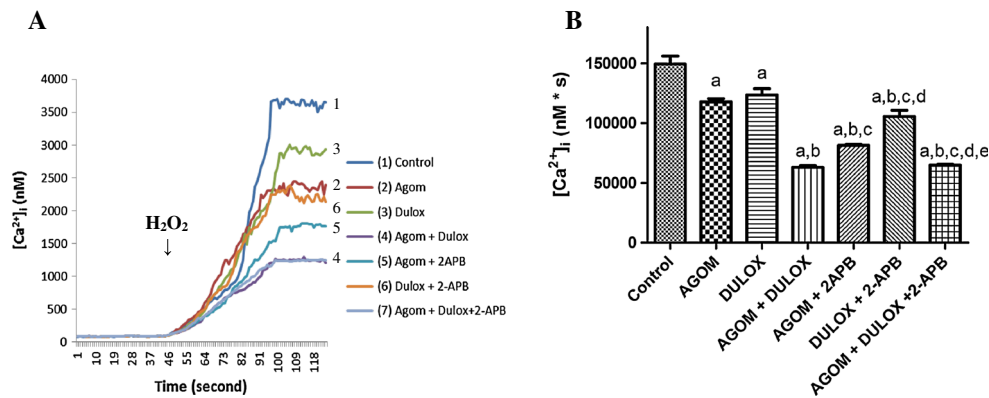 A
[Ca²⁺]ᵢ (nM)
4000
3500
3000
2500
2000
1500
1000
500
0
H₂O₂
↓
1
3
2
6
5
4
(1) Control
(2) Agom
(3) Dulox
(4) Agom + Dulox
(5) Agom + 2APB
(6) Dulox + 2-APB
(7) Agom + Dulox+2-APB
1 10 19 28 37 46 55 64 73 82 91 100 109 118
Time (second)
B
[Ca²⁺]ᵢ (nM * s)
150000
100000
50000
0
a
a
a,b
a,b,c
a,b,c,d
a,b,c,d,e
Control
AGOM
DULOX
AGOM + DULOX
AGOM + 2APB
DULOX + 2-APB
AGOM + DULOX +2-APB